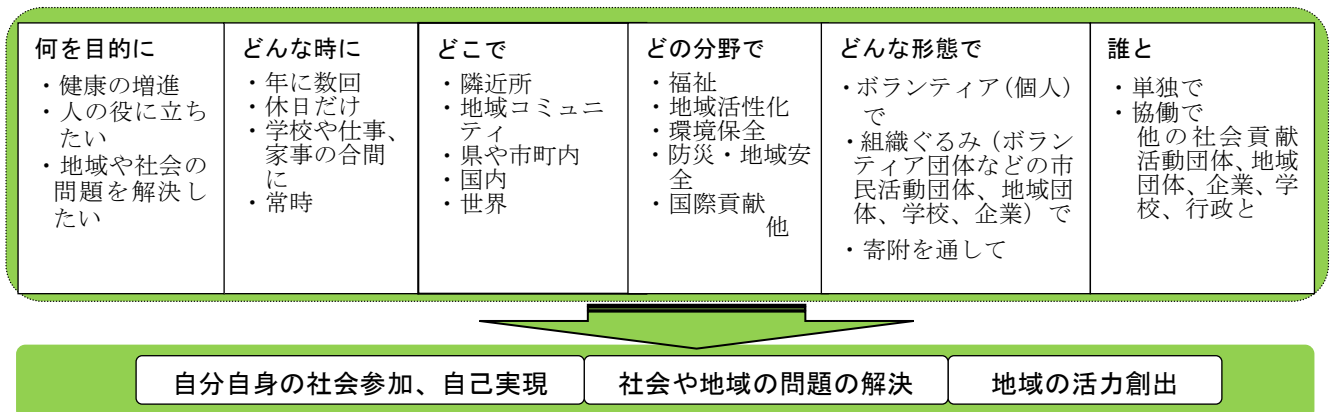 何を目的に
・健康の増進
・人の役に立ち
たい
・地域や社会の
問題を解決し
たい
どんな時に
・年に数回
・休日だけ
・学校や仕事、
家事の合間
に
・常時
どこで
・隣近所
・地域コミュニ
ティ
・県や市町内
・国内
・世界
どの分野で
・福祉
・地域活性化
・環境保全
・防災・地域安
全
・国際貢献
他
どんな形態で
・ボランティア(個人)
で
・組織ぐるみ(ボラン
ティア団体などの市
民活動団体、地域団
体、学校、企業)で
・寄附を通して
誰と
・単独で
・協働で
他の社会貢献
活動団体、地域
団体、企業、学
校、行政と
自分自身の社会参加、自己実現
社会や地域の問題の解決
地域の活力創出